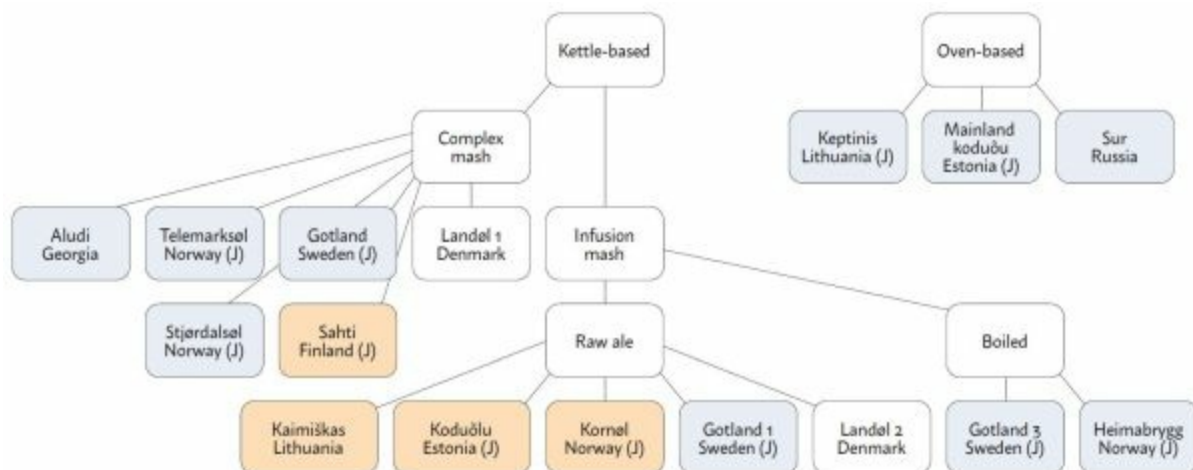 Kettle-based
Oven-based
Complex
mash
Keptinis
Lithuania (J)
Mainland
koduõu
Estonia (J)
Sur
Russia
Aludi
Georgia
Telemarksøl
Norway (J)
Gotland
Sweden (J)
Landøl 1
Denmark
Infusion
mash
Stjørdalsøl
Norway (J)
Sahti
Finland (J)
Raw ale
Boiled
Kaimiškas
Lithuania
Koduõlu
Estonia (J)
Kornøl
Norway (J)
Gotland 1
Sweden (J)
Landøl 2
Denmark
Gotland 3
Sweden (J)
Heimabrygg
Norway (J)